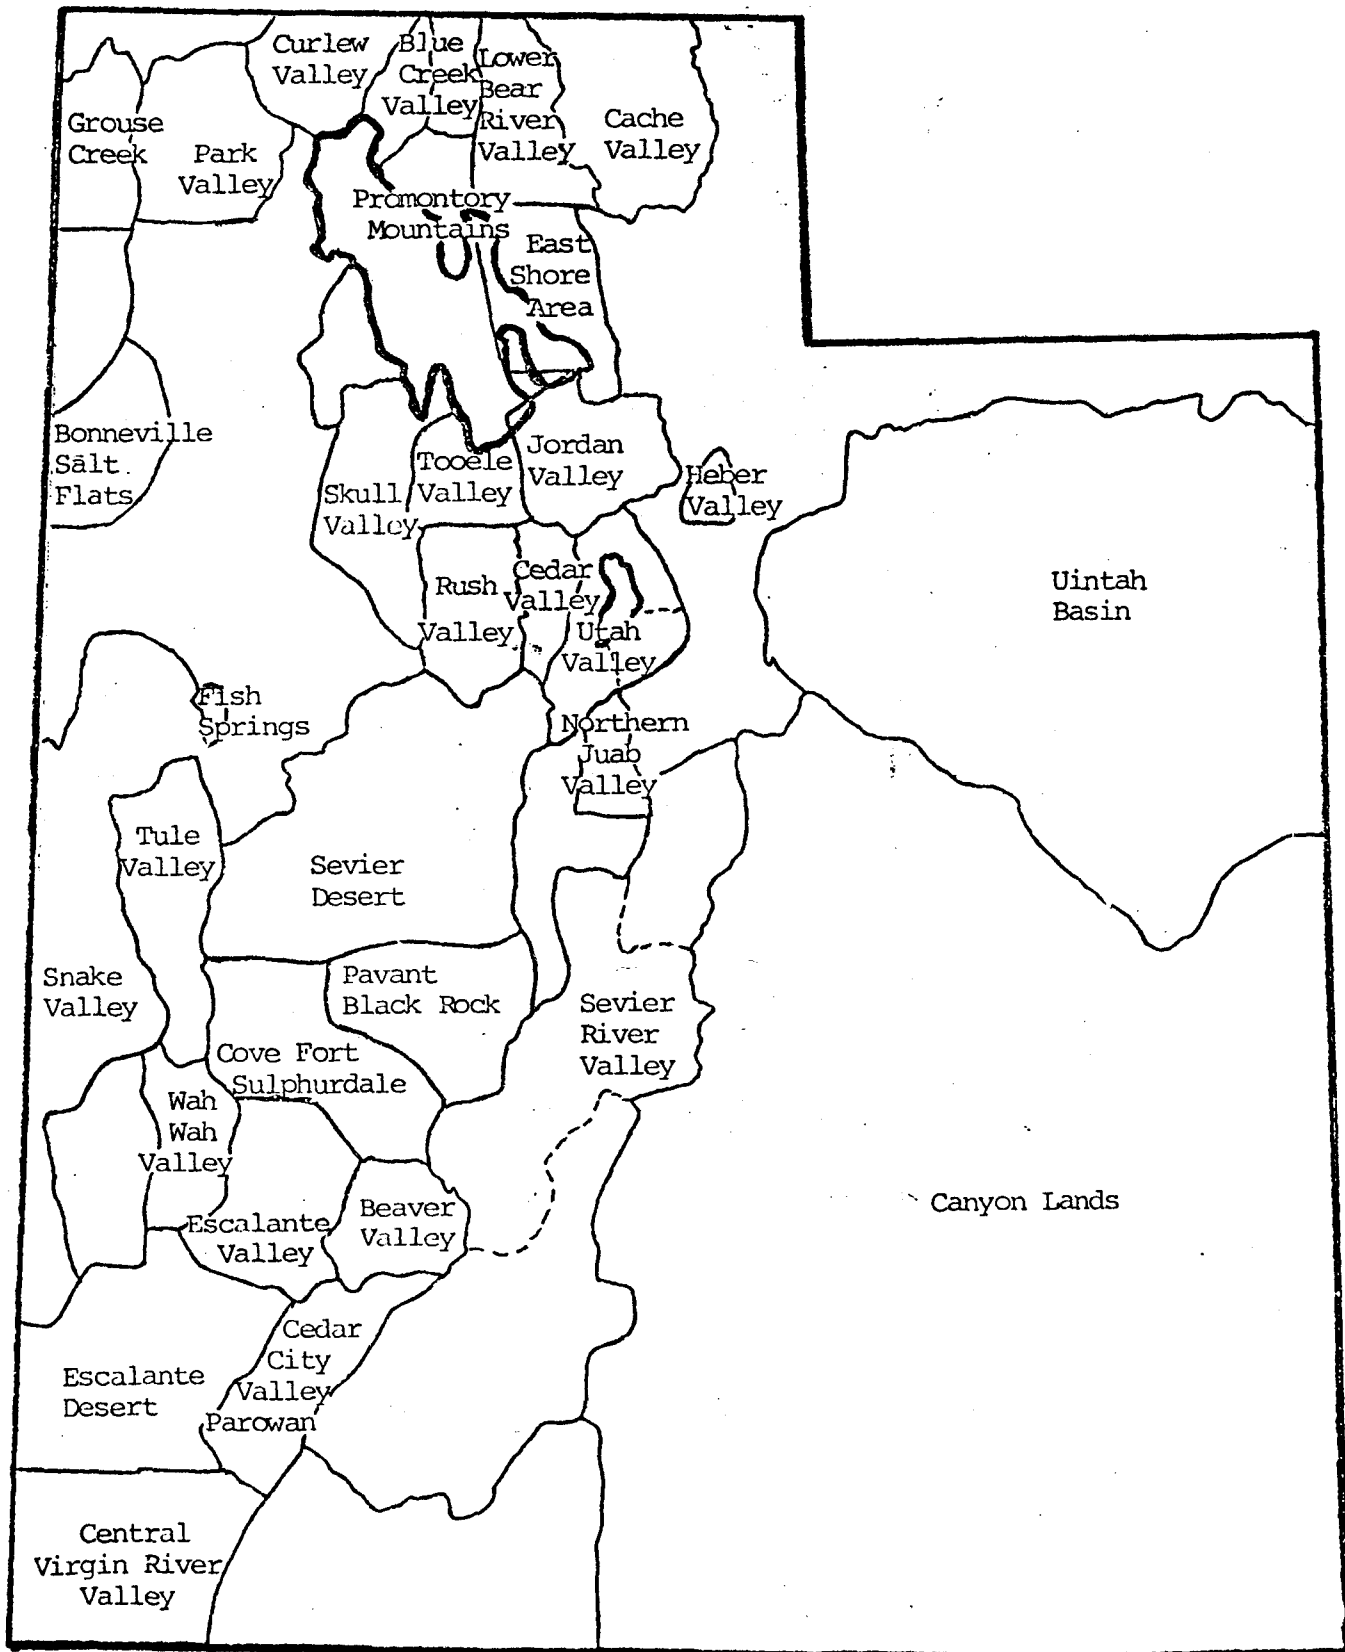 Curlew
Valley
Blue
Creek
Valley
Lower
Bear
River
Valley
Cache
Valley
Grouse
Creek
Park
Valley
Promontory
Mountains
East
Shore
Area
Bonneville
Salt
Flats
Skull
Valley
Tooele
Valley
Jordan
Valley
Heber
Valley
Rush
Valley
Cedar
Valley
Utah
Valley
Uintah
Basin
Fish
Springs
Northern
Juab
Valley
Tule
Valley
Sevier
Desert
Snake
Valley
Pavant
Black Rock
Sevier
River
Valley
Cove Fort
Sulphurdale
Wah
Wah
Valley
Escalante
Valley
Beaver
Valley
Canyon Lands
Cedar
City
Valley
Parowan
Escalante
Desert
Central
Virgin River
Valley